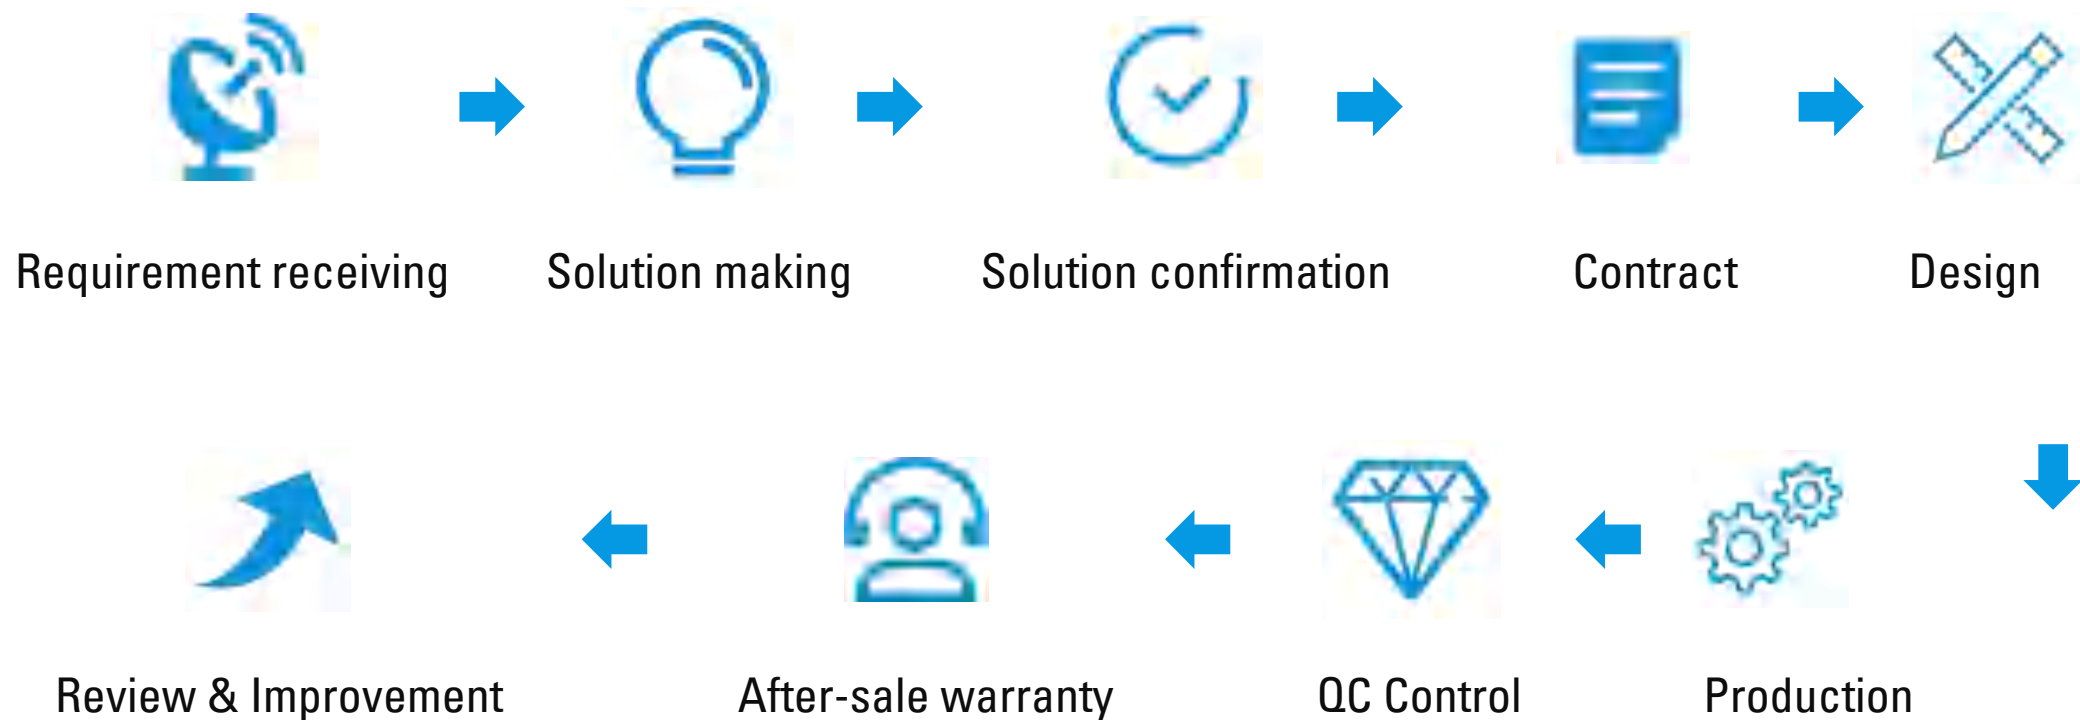 Requirement receiving
Solution making
Solution confirmation
Contract
Design
Review & Improvement
After-sale warranty
QC Control
Production